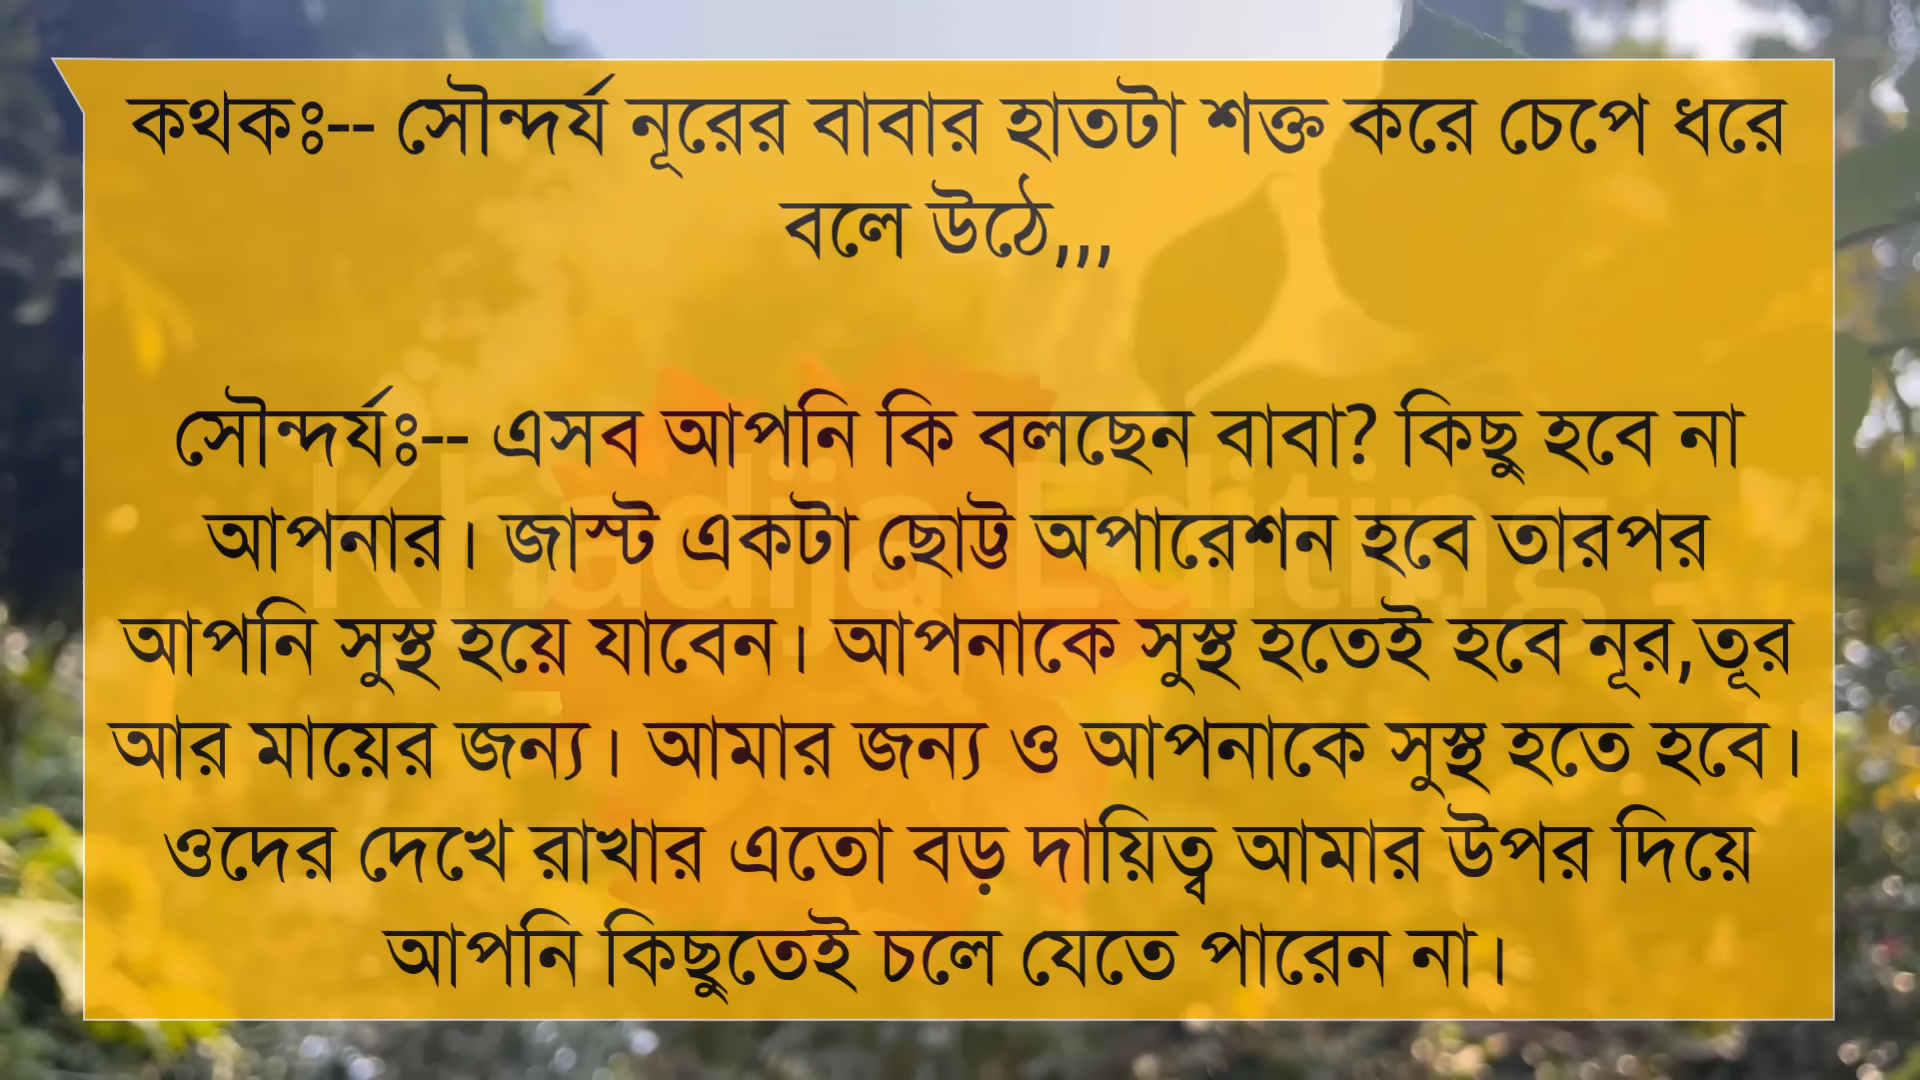 কথকঃ-- সৌন্দর্য নূরের বাবার হাতটা শক্ত করে চেপে ধরে
বলে উঠে,,,
সৌন্দর্যঃ-- এসব আপনি কি বলছেন বাবা? কিছু হবে না
আপনার। জাস্ট একটা ছোট্ট অপারেশন হবে তারপর
আপনি সুস্থ হয়ে যাবেন। আপনাকে সুস্থ হতেই হবে নূর,তূর
আর মায়ের জন্য। আমার জন্য ও আপনাকে সুস্থ হতে হবে।
ওদের দেখে রাখার এতো বড় দায়িত্ব আমার উপর দিয়ে
আপনি কিছুতেই চলে যেতে পারেন না।
Khadija Editing